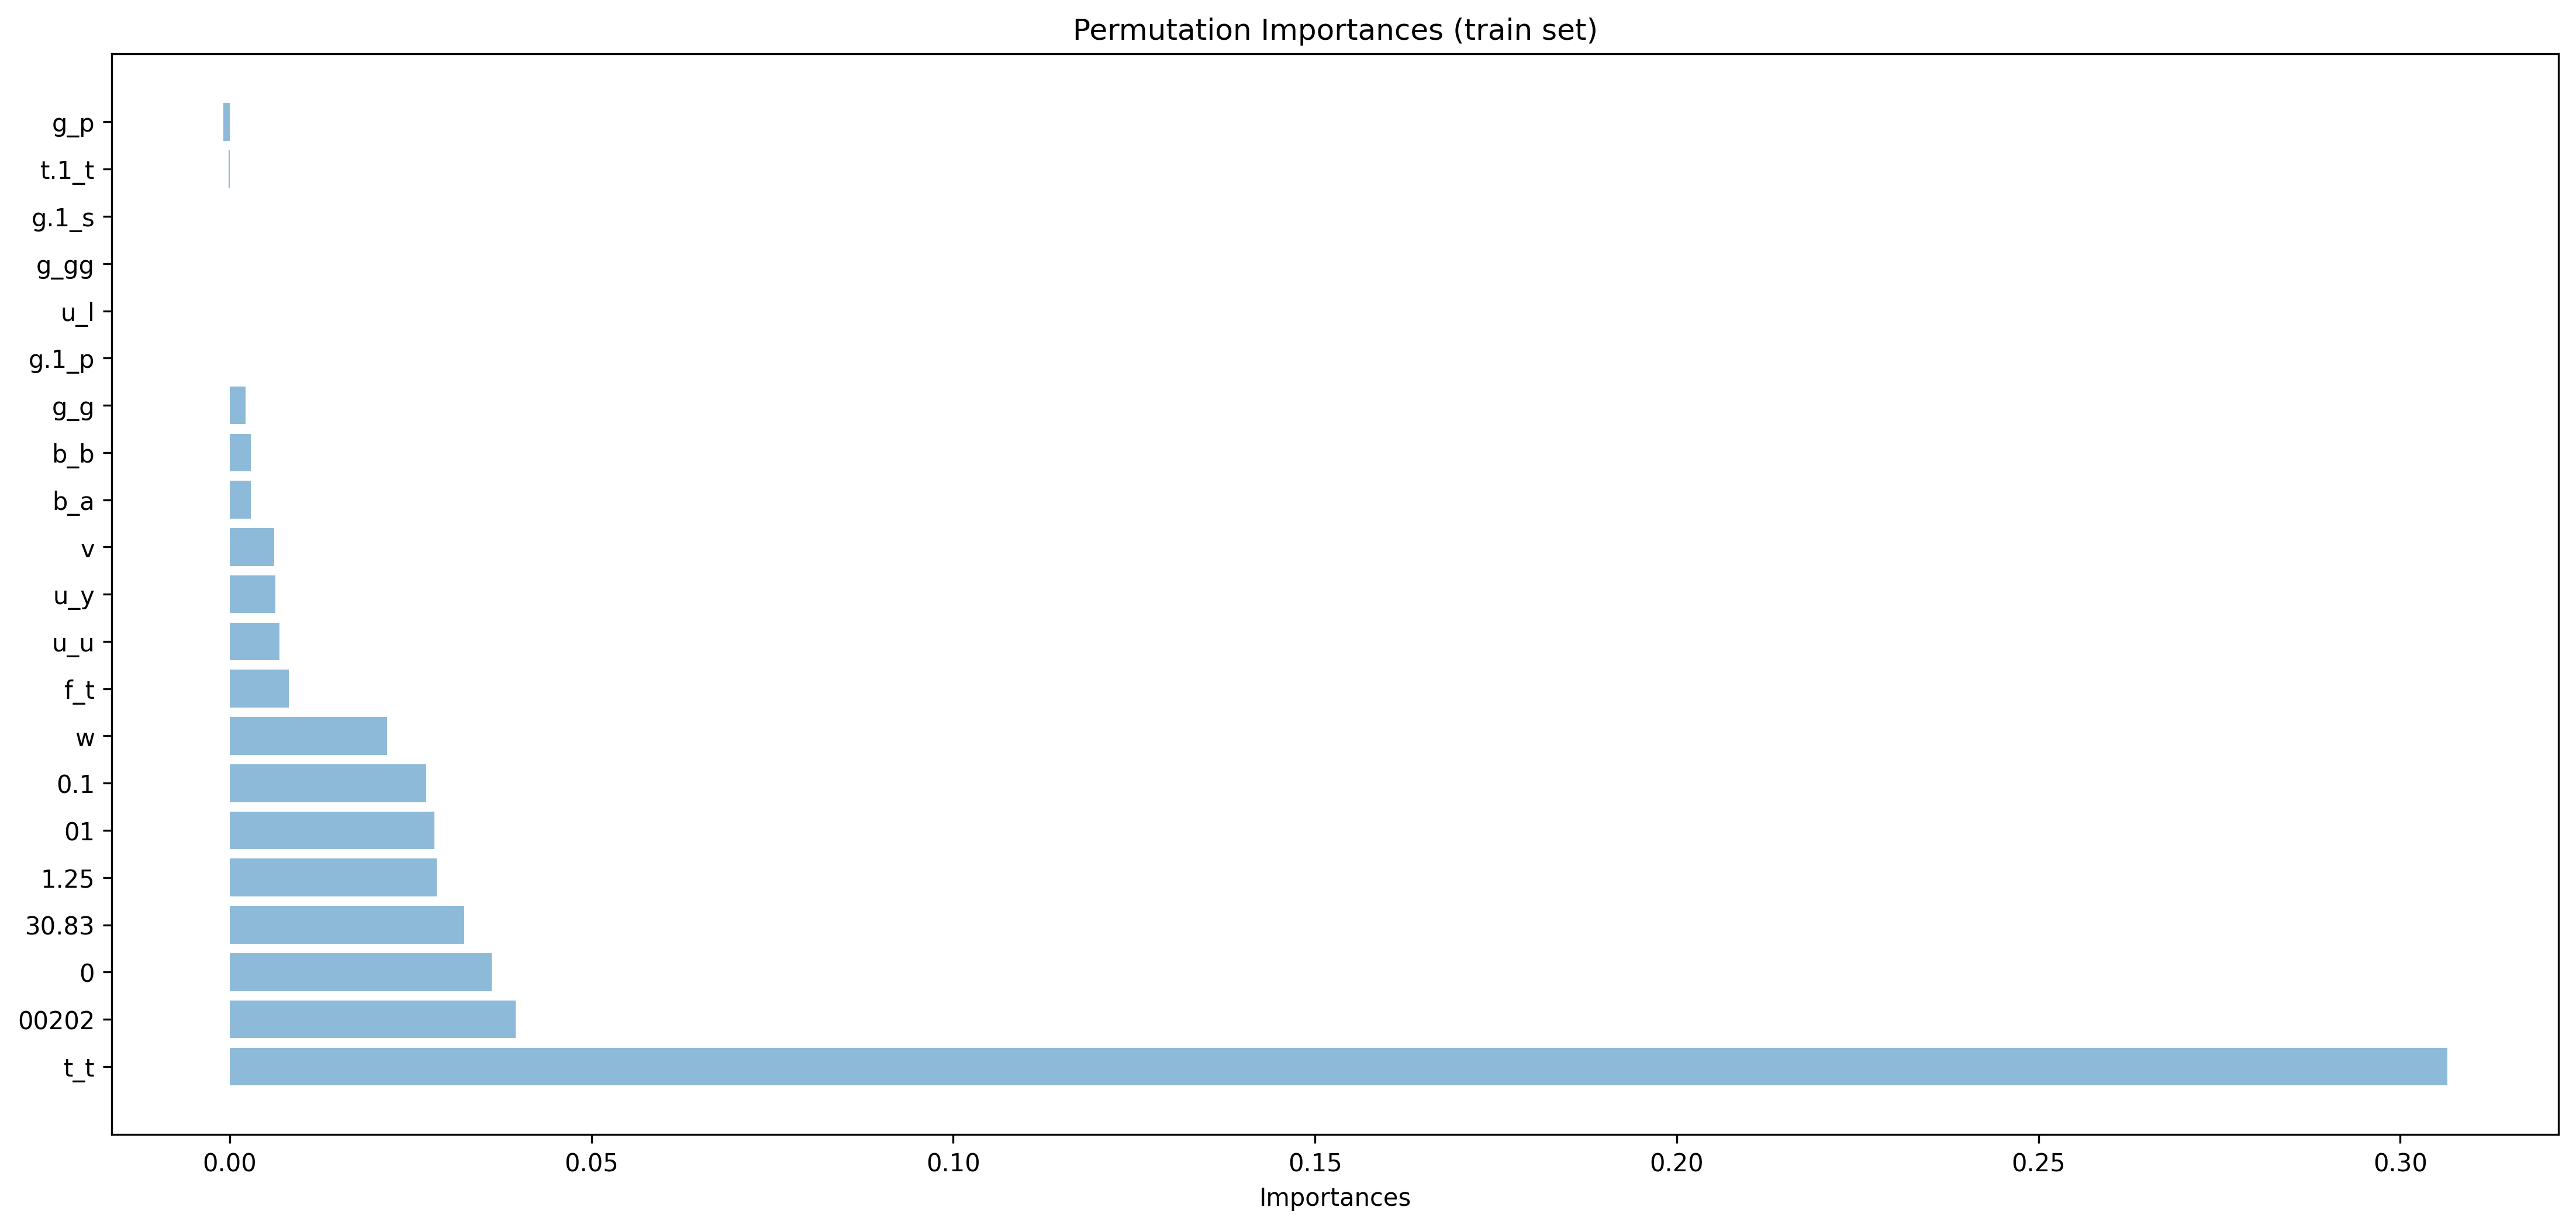 Permutation Importances (train set)
g_p
t.1_t
g.1_s
g_gg
u_l
g.1_p
g_g
b_b
b_a
v
u_y
u_u
f_t
w
0.1
01
1.25
30.83
0
00202
t_t
0.00 0.05 0.10 0.15 0.20 0.25 0.30
Importances